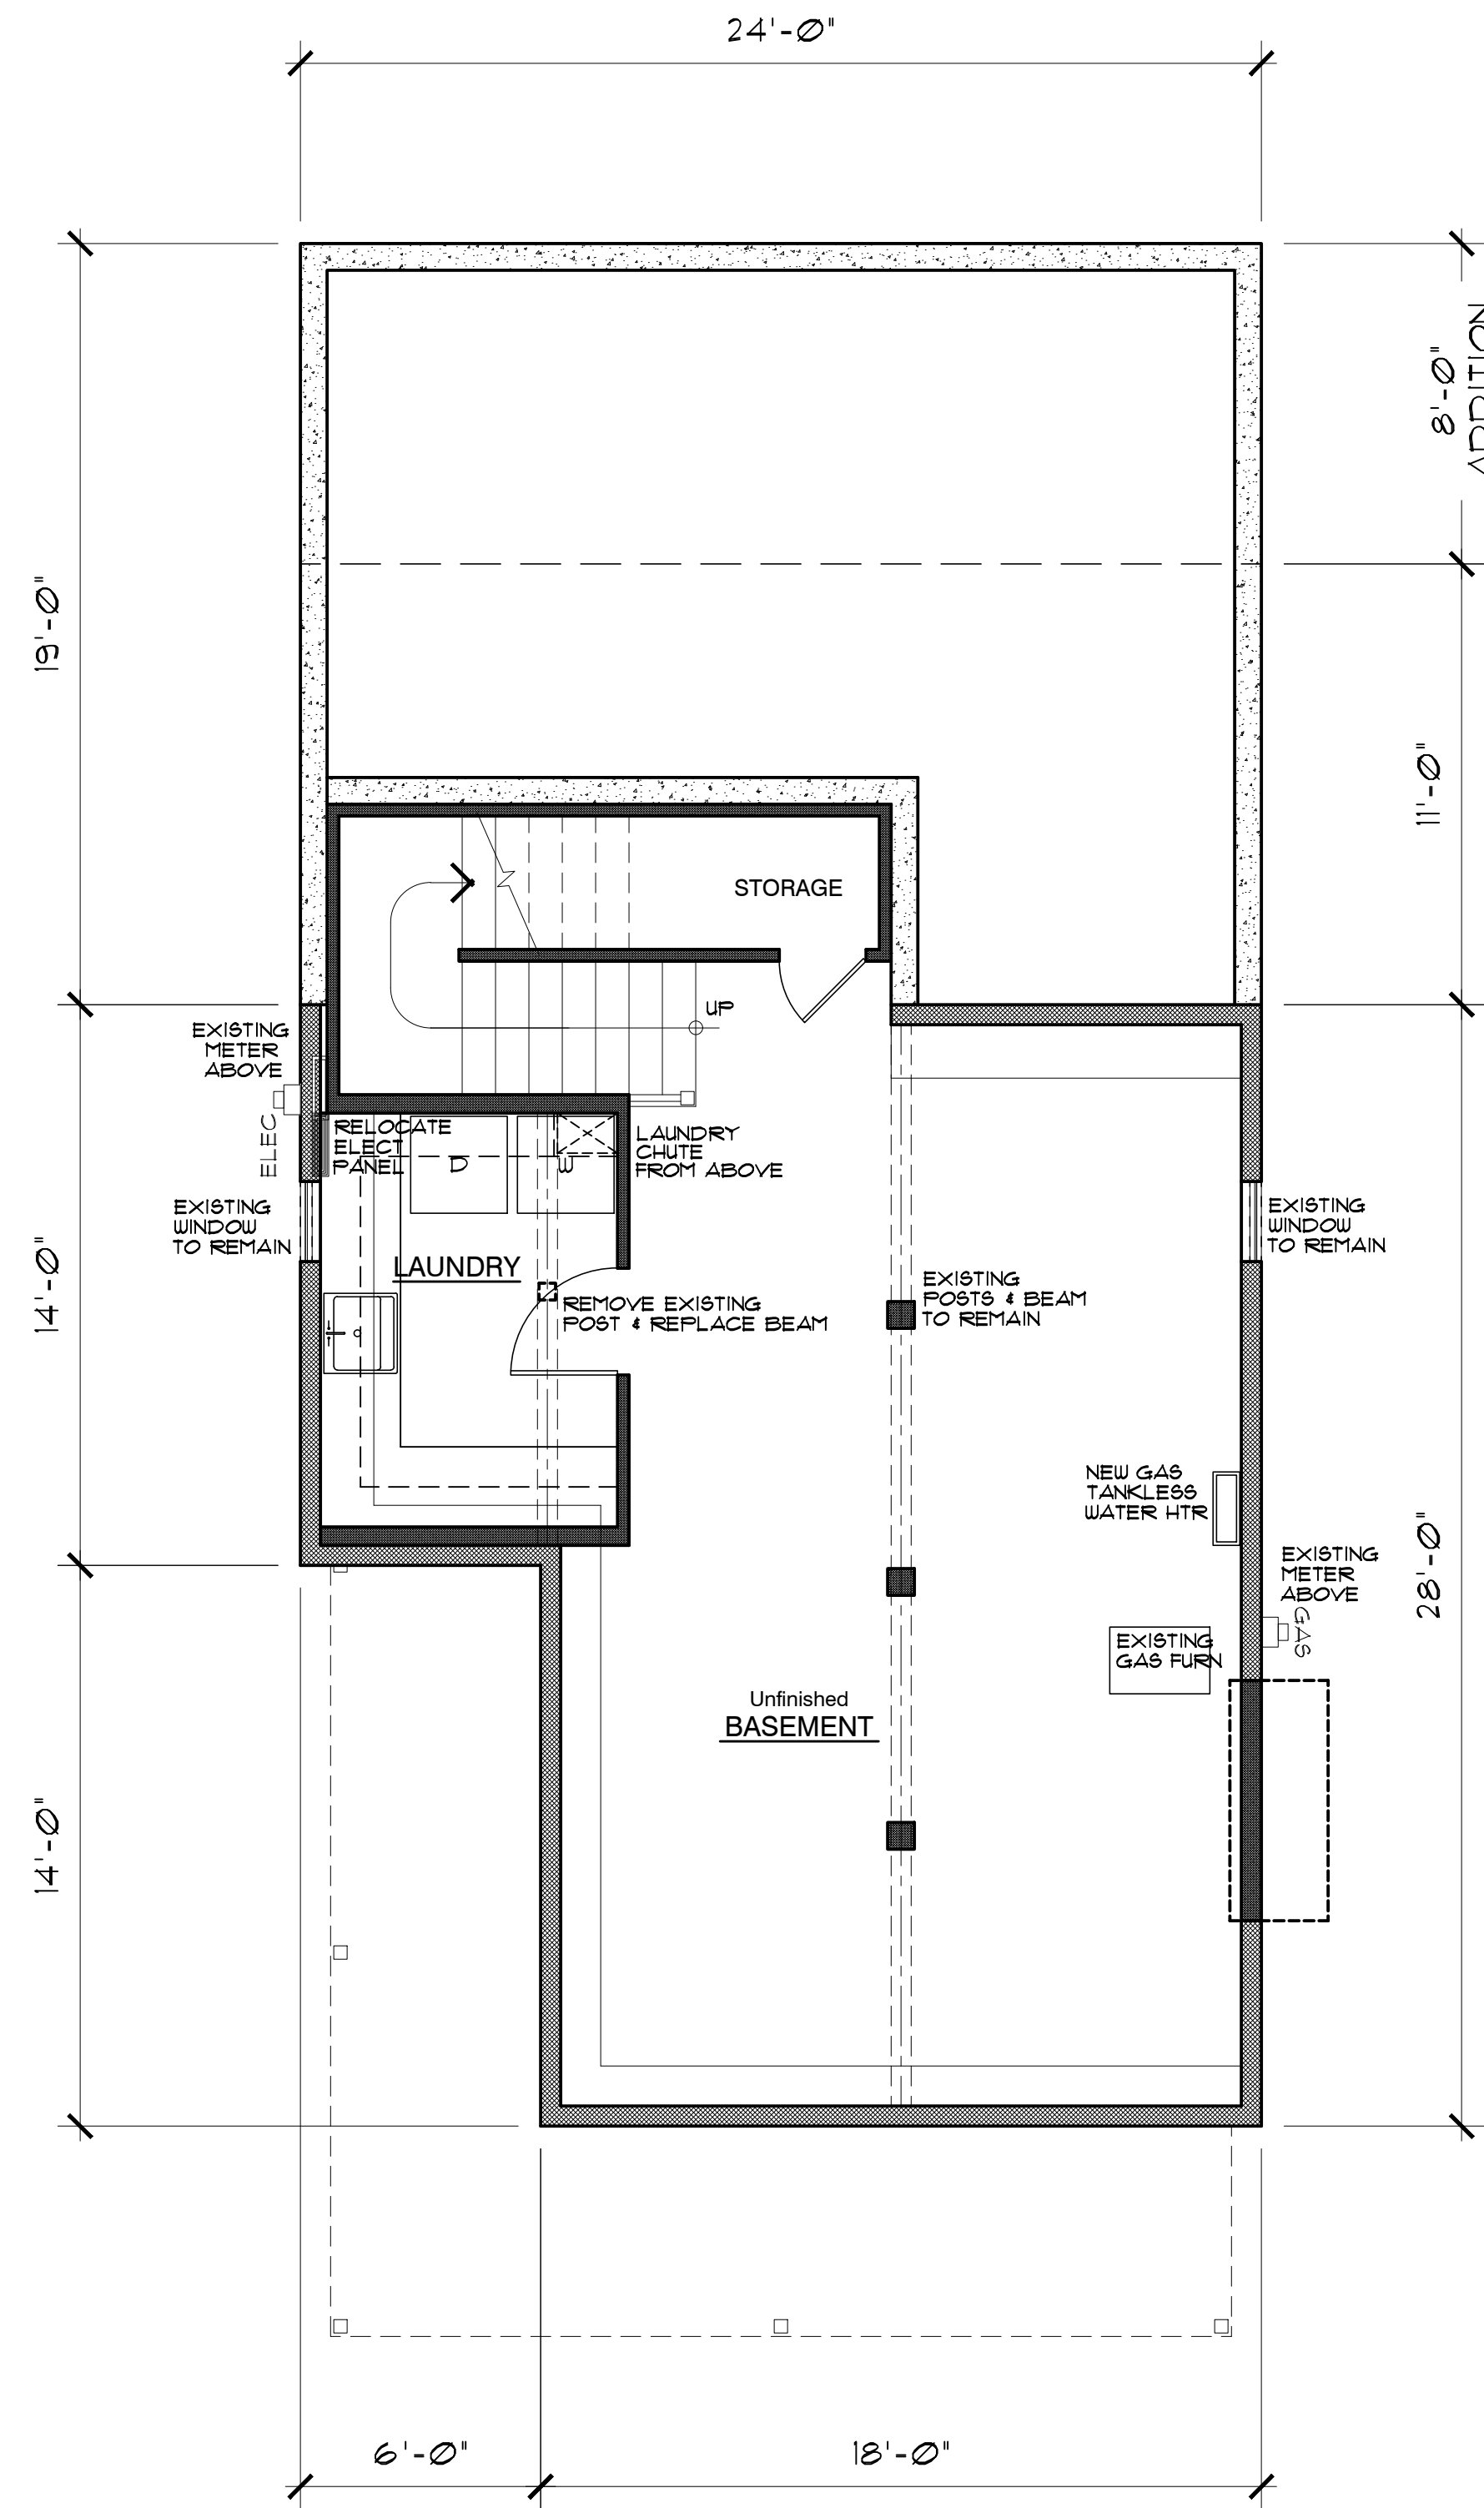 24'-0"
8'-0"
ADDITION
19'-0"
11'-0"
STORAGE
UP
EXISTING
METER
ABOVE
ELEC
RELOCATE
ELECT
PANEL
D
W
LAUNDRY
CHUTE
FROM ABOVE
EXISTING
WINDOW
TO REMAIN
EXISTING
WINDOW
TO REMAIN
14'-0"
LAUNDRY
REMOVE EXISTING
POST & REPLACE BEAM
EXISTING
POSTS & BEAM
TO REMAIN
NEW GAS
TANKLESS
WATER HTR
28'-0"
EXISTING
METER
ABOVE
GAS
EXISTING
GAS FURN
Unfinished
BASEMENT
14'-0"
6'-0"
18'-0"